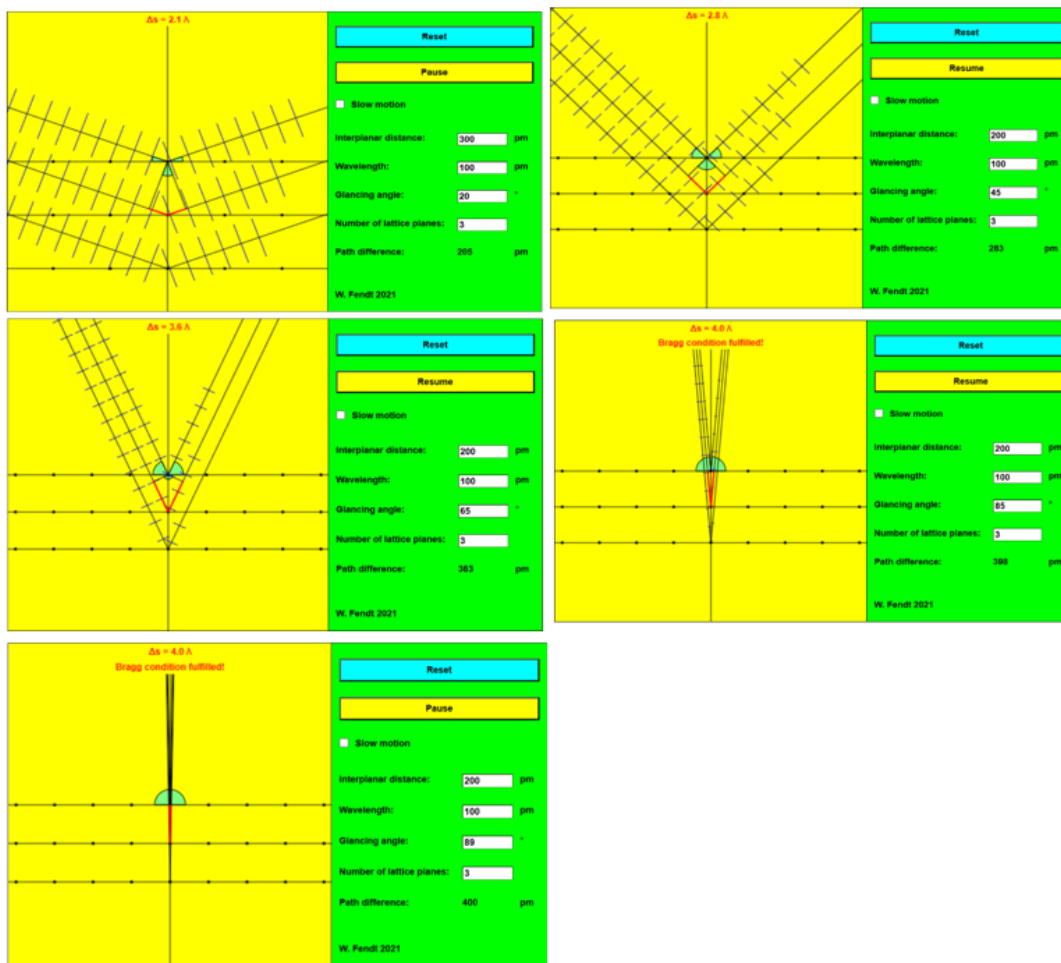 Δs = 2.1 λ
Reset
Pause
Slow motion
Interplanar distance: 300 pm
Wavelength: 100 pm
Glancing angle: 20 °
Number of lattice planes: 3
Path difference: 205 pm
W. Fendt 2021
Δs = 2.8 λ
Reset
Resume
Slow motion
Interplanar distance: 200 pm
Wavelength: 100 pm
Glancing angle: 45 °
Number of lattice planes: 3
Path difference: 283 pm
W. Fendt 2021
Δs = 3.6 λ
Reset
Resume
Slow motion
Interplanar distance: 200 pm
Wavelength: 100 pm
Glancing angle: 65 °
Number of lattice planes: 3
Path difference: 363 pm
W. Fendt 2021
Δs = 4.0 λ
Bragg condition fulfilled!
Reset
Resume
Slow motion
Interplanar distance: 200 pm
Wavelength: 100 pm
Glancing angle: 85 °
Number of lattice planes: 3
Path difference: 398 pm
W. Fendt 2021
Δs = 4.0 λ
Bragg condition fulfilled!
Reset
Pause
Slow motion
Interplanar distance: 200 pm
Wavelength: 100 pm
Glancing angle: 89 °
Number of lattice planes: 3
Path difference: 400 pm
W. Fendt 2021